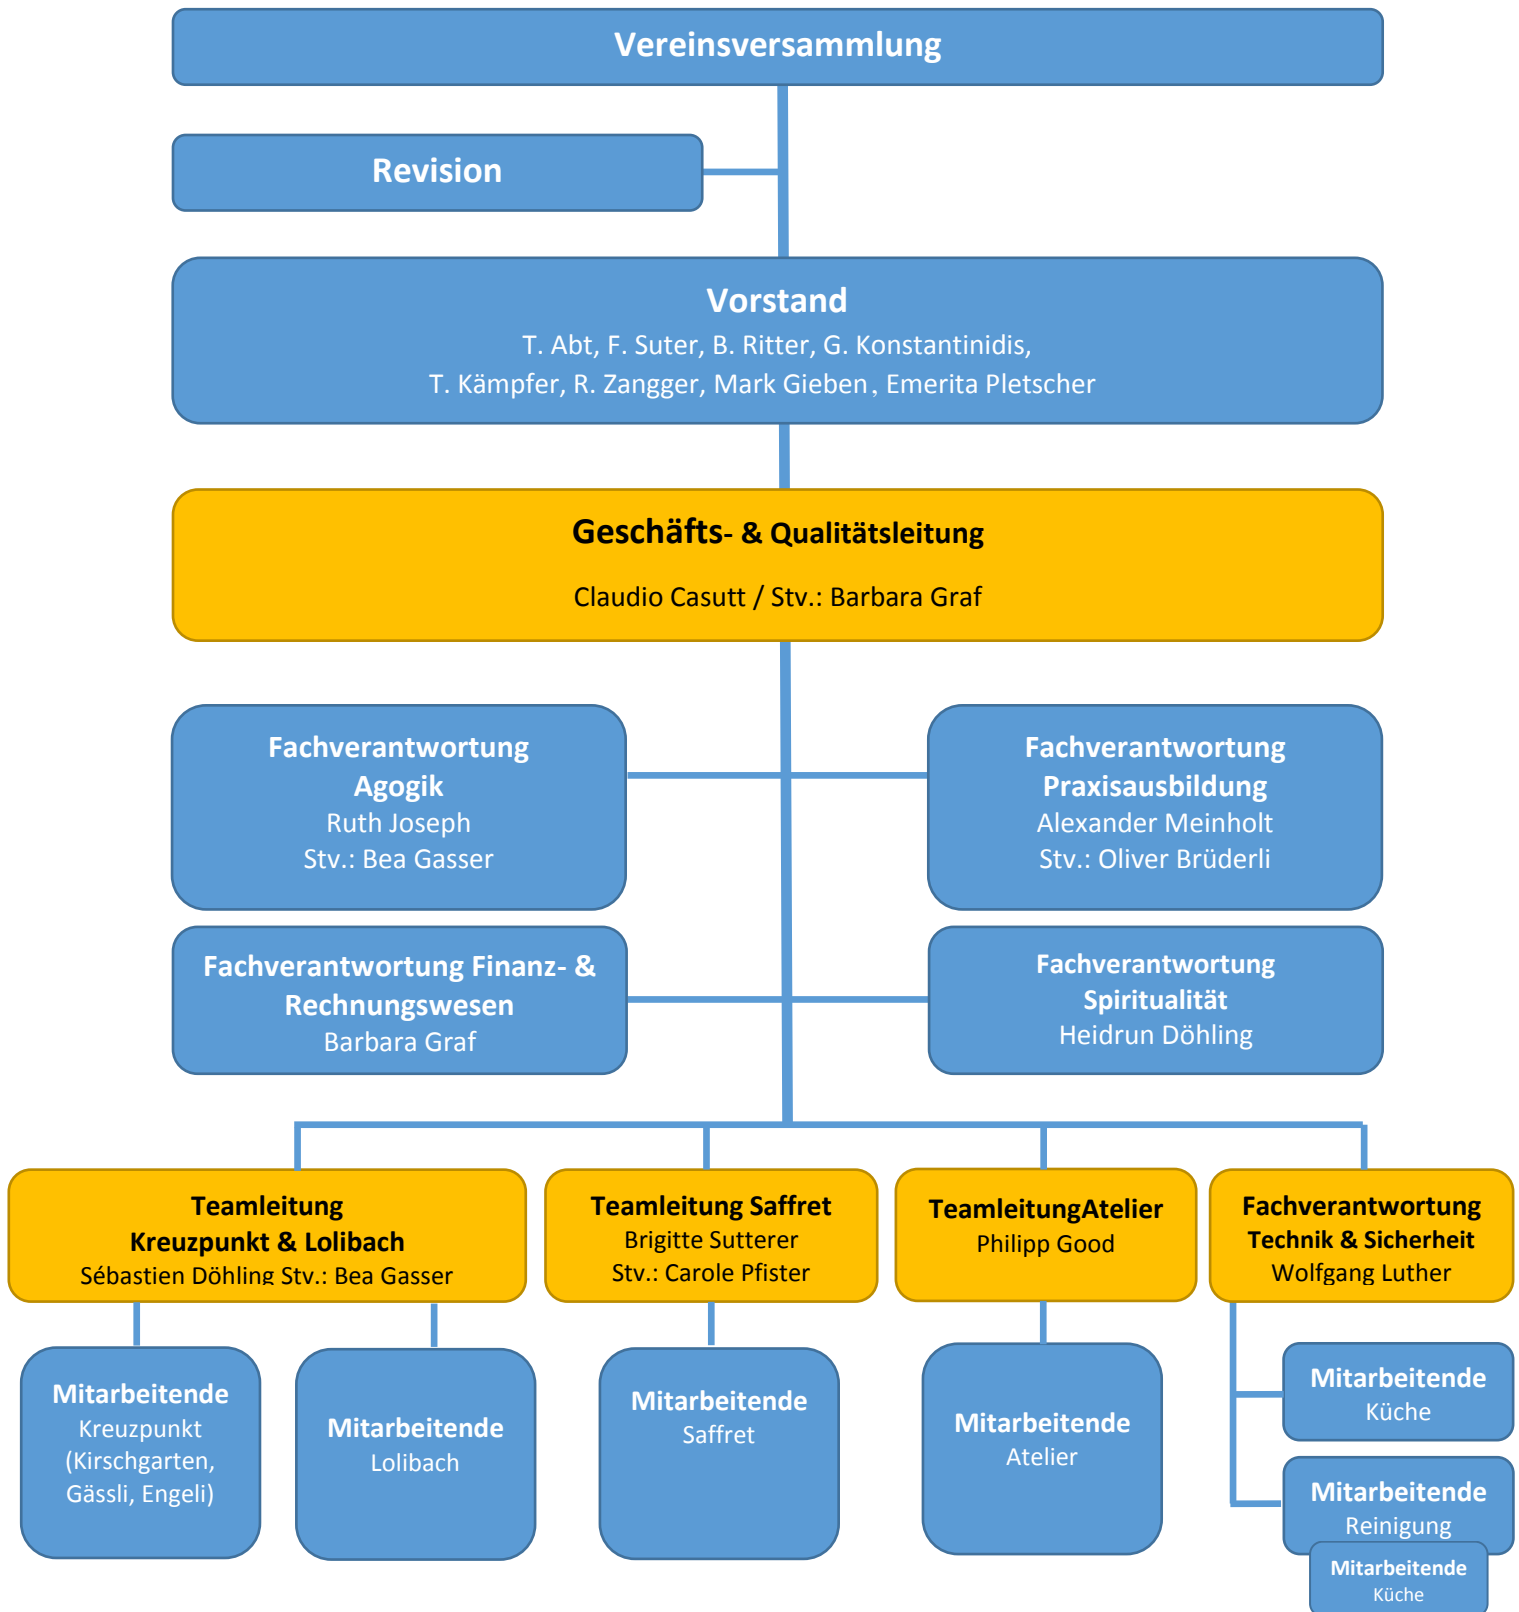 Vereinsversammlung
Revision
Vorstand
T. Abt, F. Suter, B. Ritter, G. Konstantinidis,
T. Kämpfer, R. Zangger, Mark Gieben, Emerita Pletscher
Geschäfts- & Qualitätsleitung
Claudio Casutt / Stv.: Barbara Graf
Fachverantwortung
Agogik
Ruth Joseph
Stv.: Bea Gasser
Fachverantwortung
Praxisausbildung
Alexander Meinholt
Stv.: Oliver Brüderli
Fachverantwortung Finanz- &
Rechnungswesen
Barbara Graf
Fachverantwortung
Spiritualität
Heidrun Döhling
Teamleitung
Kreuzpunkt & Lolibach
Sébastien Döhling Stv.: Bea Gasser
Teamleitung Saffret
Brigitte Sutterer
Stv.: Carole Pfister
TeamleitungAtelier
Philipp Good
Fachverantwortung
Technik & Sicherheit
Wolfgang Luther
Mitarbeitende
Kreuzpunkt
(Kirschgarten,
Gässli, Engeli)
Mitarbeitende
Lolibach
Mitarbeitende
Saffret
Mitarbeitende
Atelier
Mitarbeitende
Küche
Mitarbeitende
Reinigung
Mitarbeitende
Küche